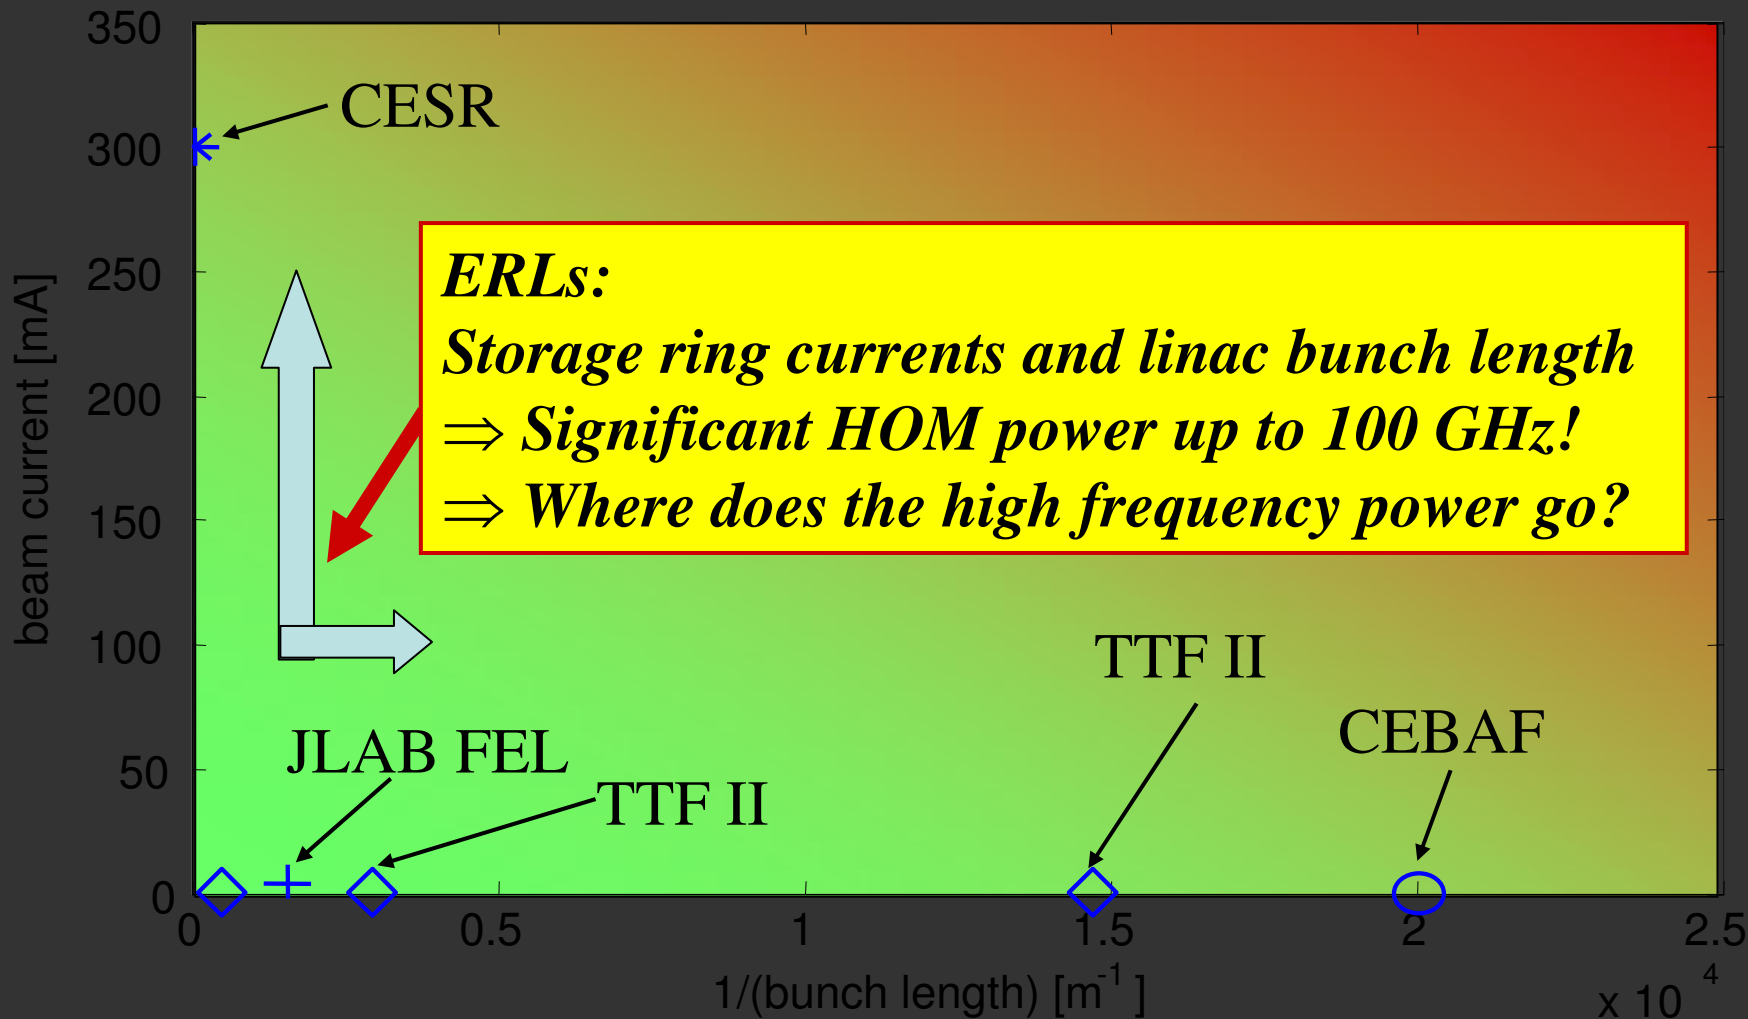 350
300
250
200
150
100
50
0
beam current [mA]
CESR
ERLs:
Storage ring currents and linac bunch length
⇒ Significant HOM power up to 100 GHz!
⇒ Where does the high frequency power go?
TTF II
CEBAF
JLAB FEL
TTF II
0 0.5 1 1.5 2 2.5
1/(bunch length) [m⁻¹]
x 10⁴